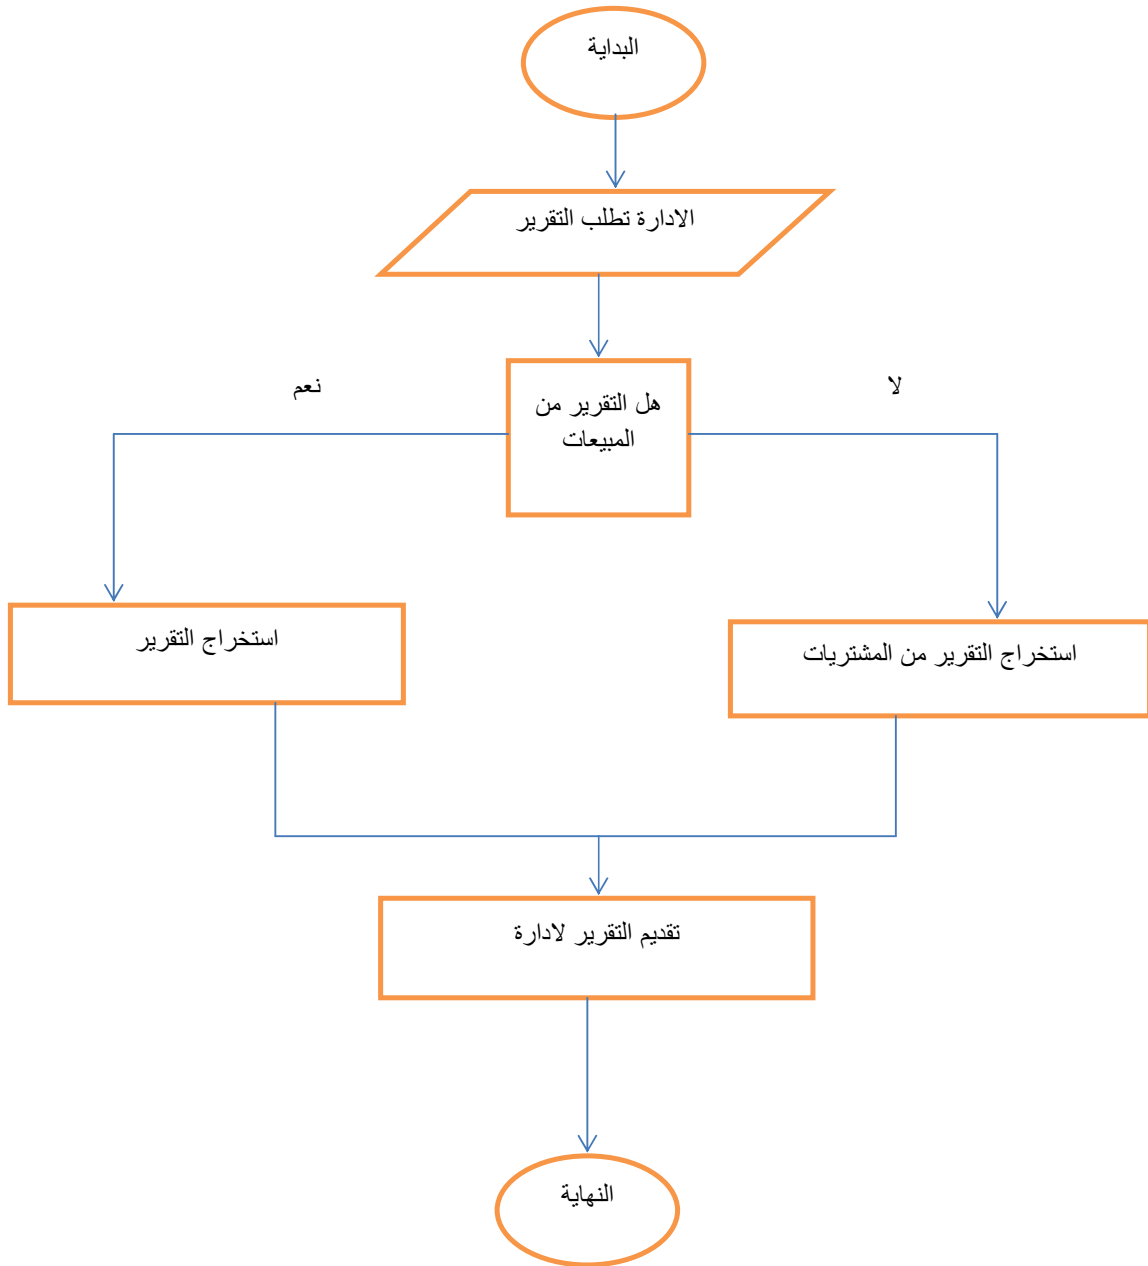 البداية
الادارة تطلب التقرير
لا
نعم
هل التقرير من
المبيعات
استخراج التقرير من المشتريات
استخراج التقرير
تقديم التقرير لادارة
النهاية